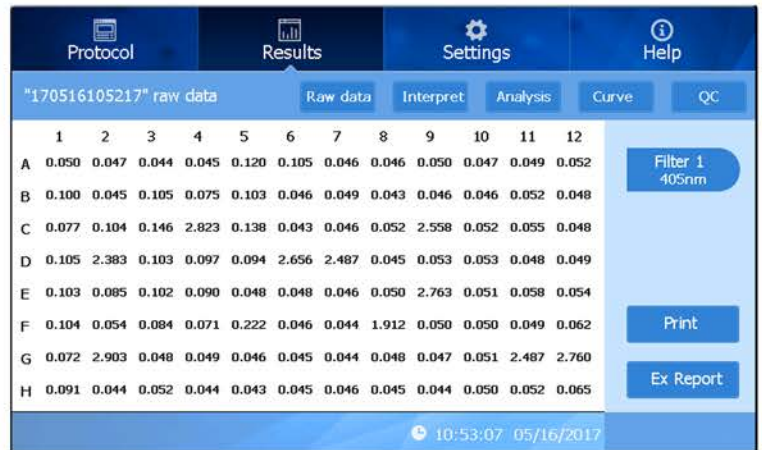 Protocol Results Settings Help
"170516105217" raw data Raw data Interpret Analysis Curve QC
1 2 3 4 5 6 7 8 9 10 11 12
A 0.050 0.047 0.044 0.045 0.120 0.105 0.046 0.046 0.050 0.047 0.049 0.052
Filter 1
405nm
B 0.100 0.045 0.105 0.075 0.103 0.046 0.049 0.043 0.046 0.046 0.052 0.048
C 0.077 0.104 0.146 2.823 0.138 0.043 0.046 0.052 2.558 0.052 0.055 0.048
D 0.105 2.383 0.103 0.097 0.094 2.656 2.487 0.045 0.053 0.053 0.048 0.049
E 0.103 0.085 0.102 0.090 0.048 0.048 0.046 0.050 2.763 0.051 0.058 0.054
F 0.104 0.054 0.084 0.071 0.222 0.046 0.044 1.912 0.050 0.050 0.049 0.062
Print
G 0.072 2.903 0.048 0.049 0.046 0.045 0.044 0.048 0.047 0.051 2.487 2.760
Ex Report
H 0.091 0.044 0.052 0.044 0.043 0.045 0.046 0.045 0.044 0.050 0.052 0.065
10:53:07 05/16/2017